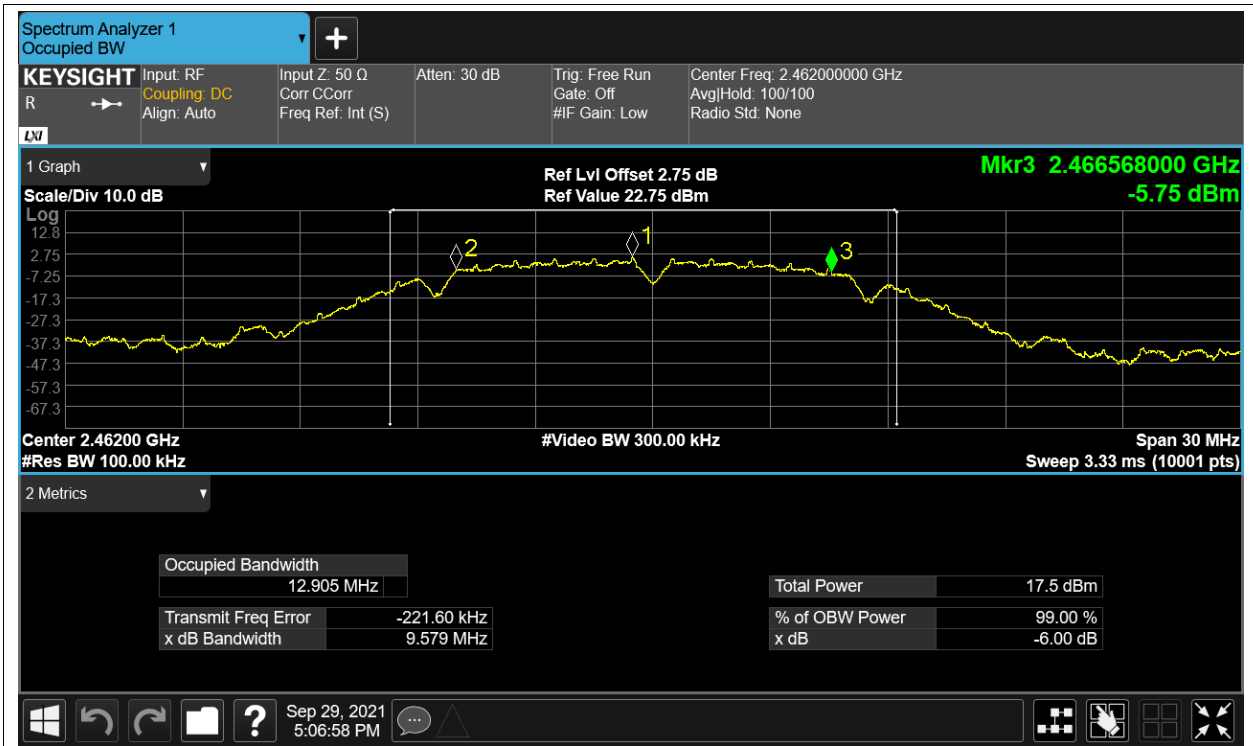 Spectrum Analyzer 1
Occupied BW
KEYSIGHT
R
LXI
Input: RF
Coupling: DC
Align: Auto
Input Z: 50 Ω
Corr CCorr
Freq Ref: Int (S)
Atten: 30 dB
Trig: Free Run
Gate: Off
#IF Gain: Low
Center Freq: 2.462000000 GHz
Avg|Hold: 100/100
Radio Std: None
1 Graph
Ref Lvl Offset 2.75 dB
Mkr3 2.466568000 GHz
Scale/Div 10.0 dB
Ref Value 22.75 dBm
-5.75 dBm
Log
12.8
2.75
-7.25
-17.3
-27.3
-37.3
-47.3
-57.3
-67.3
2
1
3
Center 2.46200 GHz
#Video BW 300.00 kHz
Span 30 MHz
#Res BW 100.00 kHz
Sweep 3.33 ms (10001 pts)
2 Metrics
Occupied Bandwidth
12.905 MHz
Total Power 17.5 dBm
Transmit Freq Error -221.60 kHz
% of OBW Power 99.00 %
x dB Bandwidth 9.579 MHz
x dB -6.00 dB
?
Sep 29, 2021
5:06:58 PM